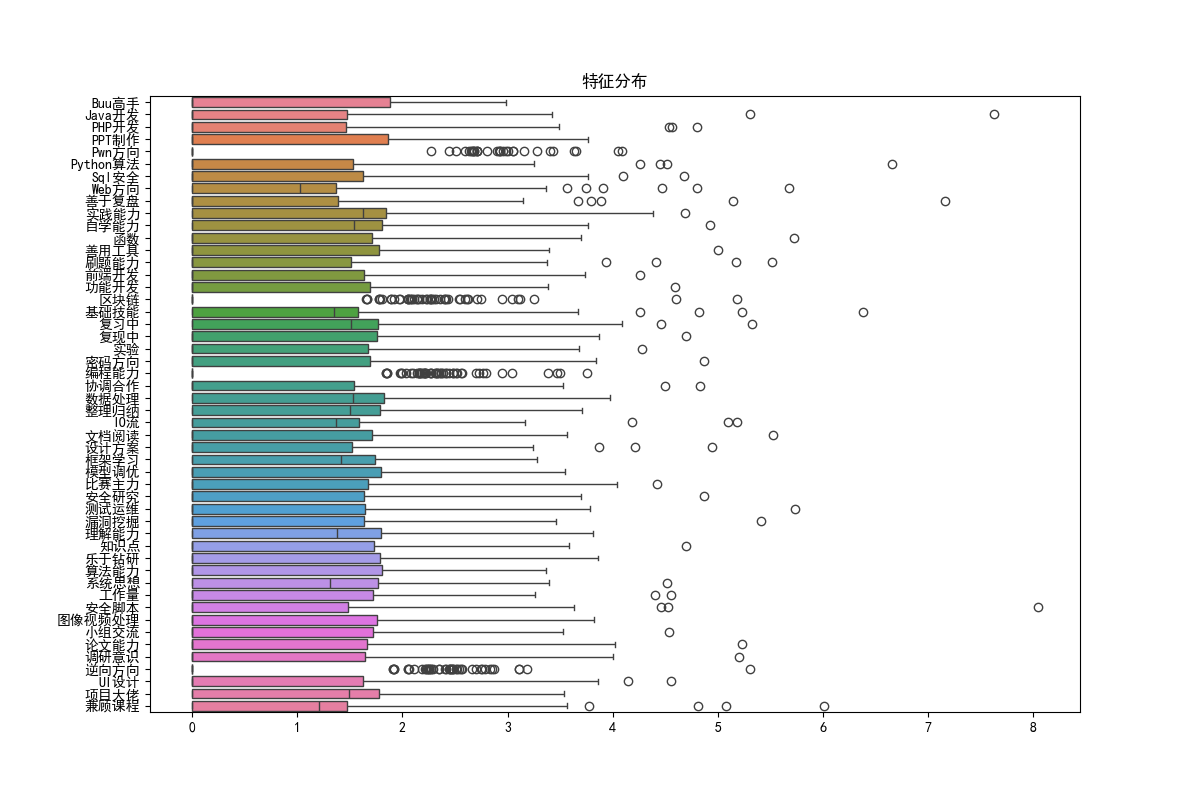 特征分布
Buu高手
Java开发
PHP开发
PPT制作
Pwn方向
Python算法
Sql安全
Web方向
善于复盘
实践能力
自学能力
函数
善用工具
刷题能力
前端开发
功能开发
区块链
基础技能
复习中
复现中
实验
密码方向
编程能力
协调合作
数据处理
整理归纳
IO流
文档阅读
设计方案
框架学习
模型调优
比赛主力
安全研究
测试运维
漏洞挖掘
理解能力
知识点
乐于钻研
算法能力
系统思想
工作量
安全脚本
图像视频处理
小组交流
论文能力
调研意识
逆向方向
UI设计
项目大佬
兼顾课程
0 1 2 3 4 5 6 7 8